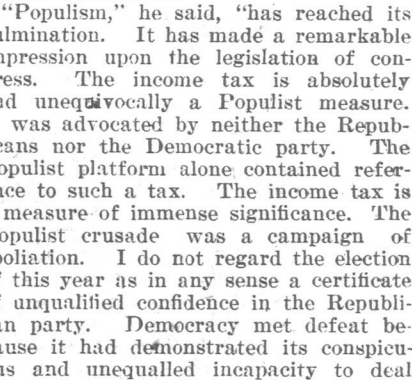 "Populism," he said, "has reached its
ulmination. It has made a remarkable
mpression upon the legislation of con-
ress. The income tax is absolutely
nd unequivocally a Populist measure.
was advocated by neither the Repub-
cans nor the Democratic party. The
opulist platform alone contained refer-
nce to such a tax. The income tax is
measure of immense significance. The
opulist crusade was a campaign of
poliation. I do not regard the election
f this year as in any sense a certificate
f unqualified confidence in the Republi-
an party. Democracy met defeat be-
ause it had demonstrated its conspicu-
us and unequalled incapacity to deal